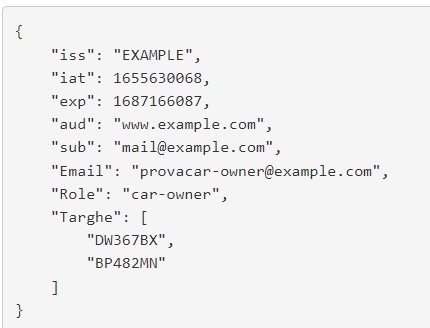 {
    "iss": "EXAMPLE",
    "iat": 1655630068,
    "exp": 1687166087,
    "aud": "www.example.com",
    "sub": "mail@example.com",
    "Email": "provacar-owner@example.com",
    "Role": "car-owner",
    "Targhe": [
        "DW367BX",
        "BP482MN"
    ]
}